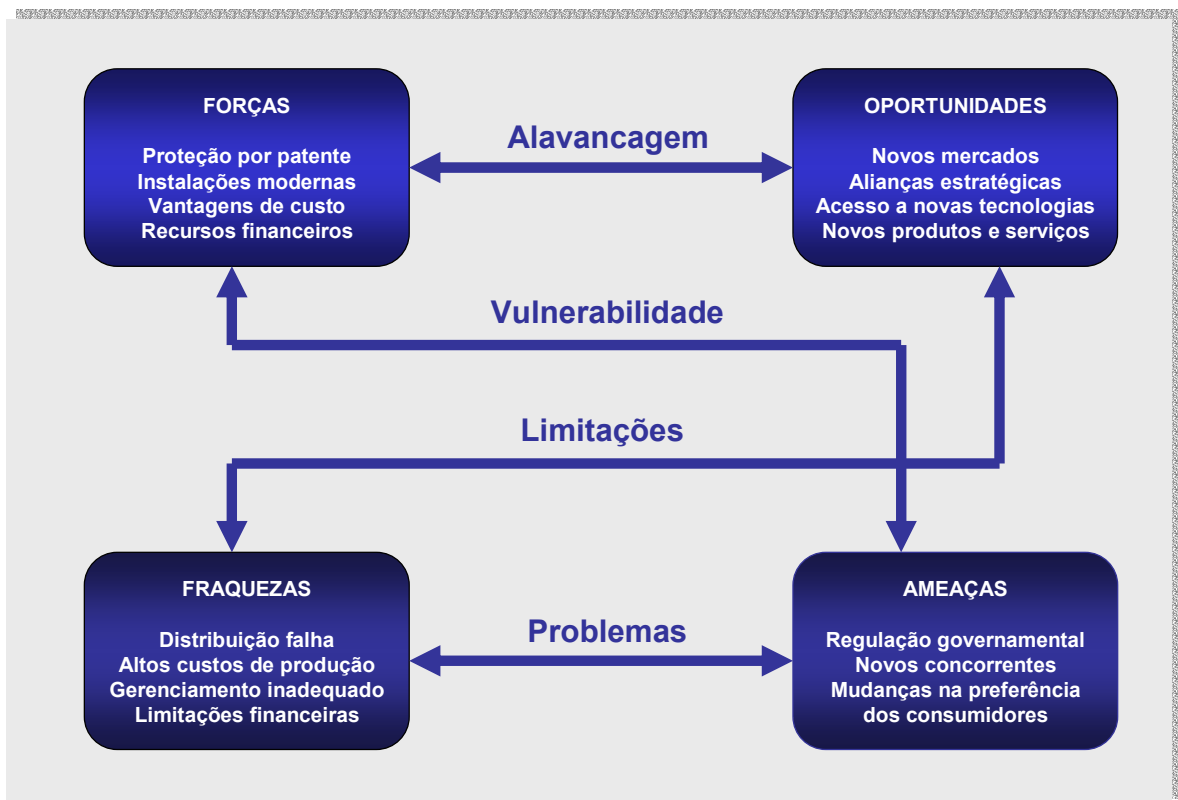 FORÇAS
Proteção por patente
Instalações modernas
Vantagens de custo
Recursos financeiros
Alavancagem
OPORTUNIDADES
Novos mercados
Alianças estratégicas
Acesso a novas tecnologias
Novos produtos e serviços
Vulnerabilidade
Limitações
FRAQUEZAS
Distribuição falha
Altos custos de produção
Gerenciamento inadequado
Limitações financeiras
Problemas
AMEAÇAS
Regulação governamental
Novos concorrentes
Mudanças na preferência
dos consumidores